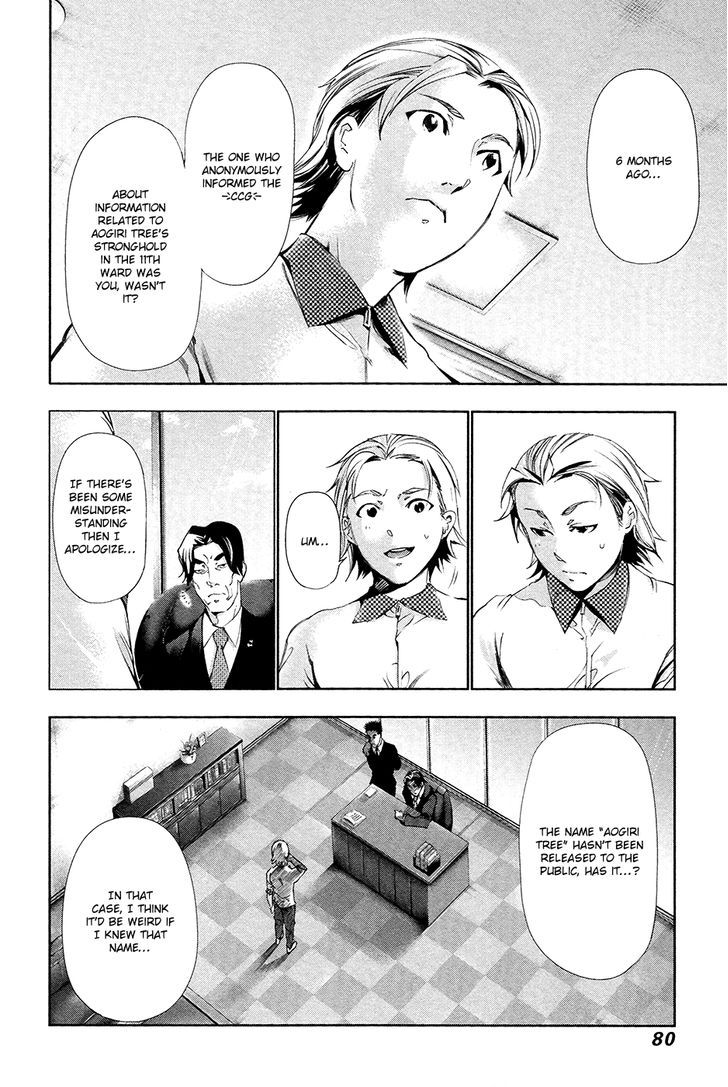 6 MONTHS
AGO...
THE ONE WHO
ANONYMOUSLY
INFORMED THE
->CCG<-
ABOUT
INFORMATION
RELATED TO
AOGIRI TREE'S
STRONGHOLD
IN THE 11TH
WARD WAS
YOU, WASN'T
IT?
UM...
IF THERE'S
BEEN SOME
MISUNDER-
STANDING
THEN I
APOLOGIZE...
THE NAME "AOGIRI
TREE" HASN'T BEEN
RELEASED TO THE
PUBLIC, HAS IT...?
IN THAT
CASE, I THINK
IT'D BE WEIRD IF
I KNEW THAT
NAME...
80